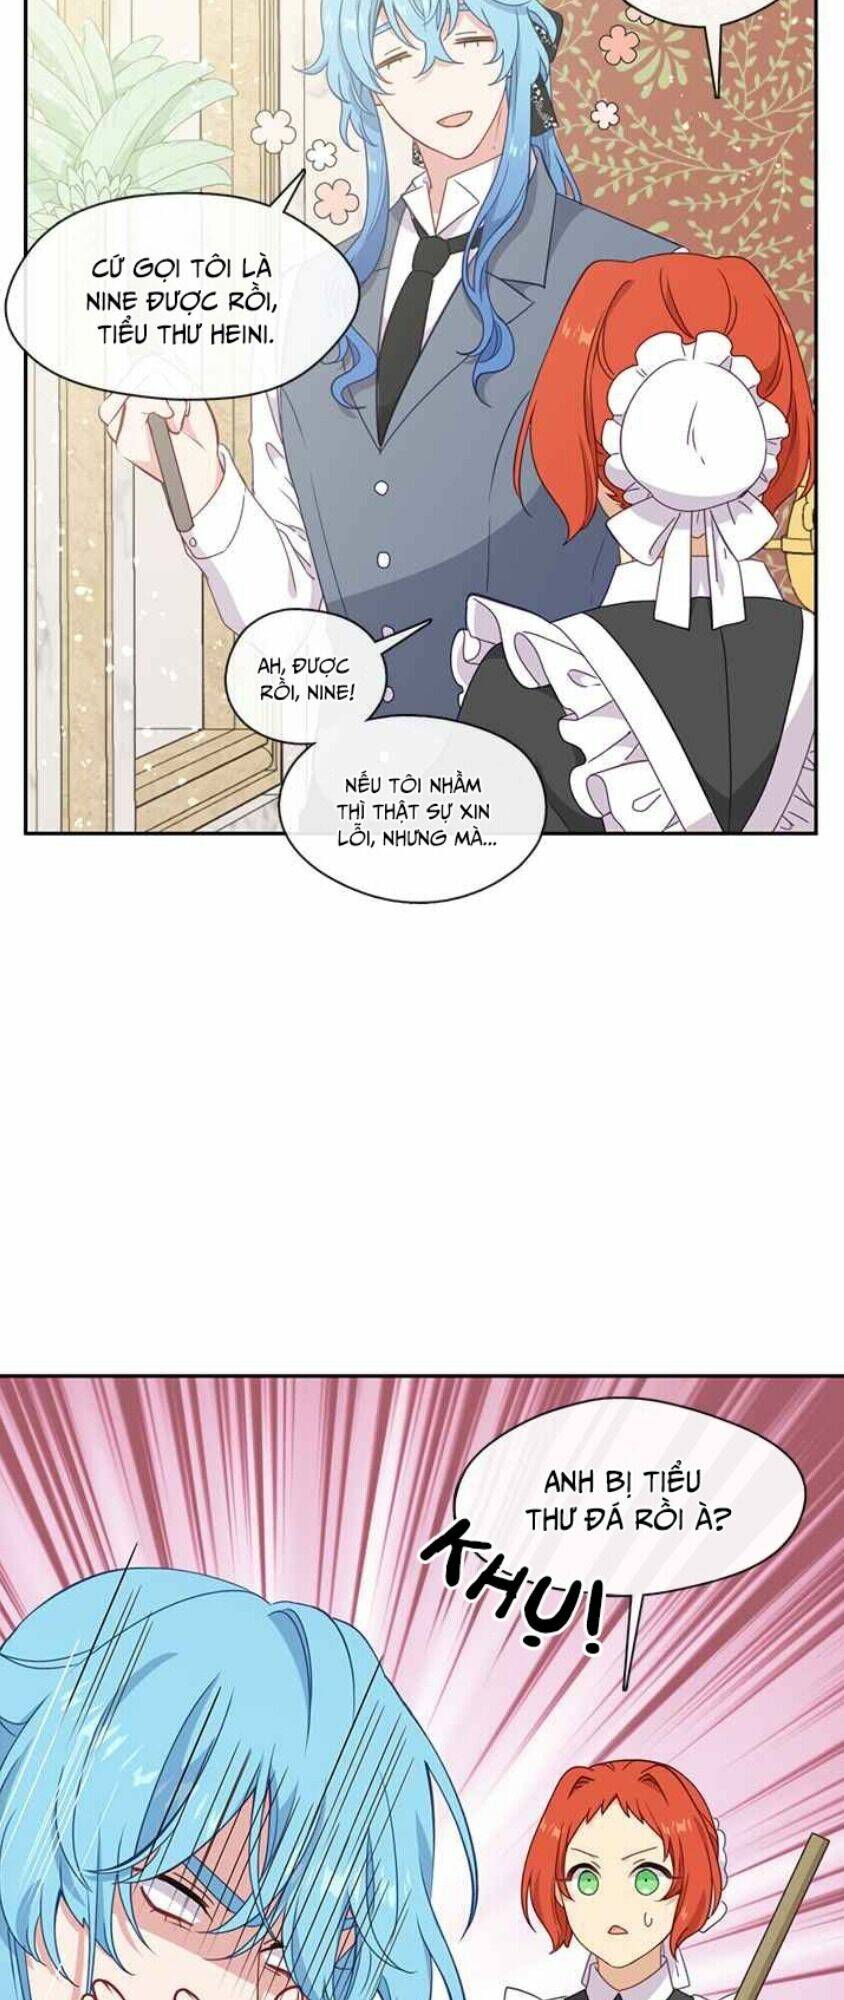 CỨ GỌI TÔI LÀ
NINE ĐƯỢC RỒI,
TIỂU THƯ HEINI.
AH, ĐƯỢC
RỒI, NINE!
NẾU TÔI NHẦM
THÌ THẬT SỰ XIN
LỖI, NHƯNG MÀ...
ANH BỊ TIỂU
THƯ ĐÁ RỒI À?
KHỤ!